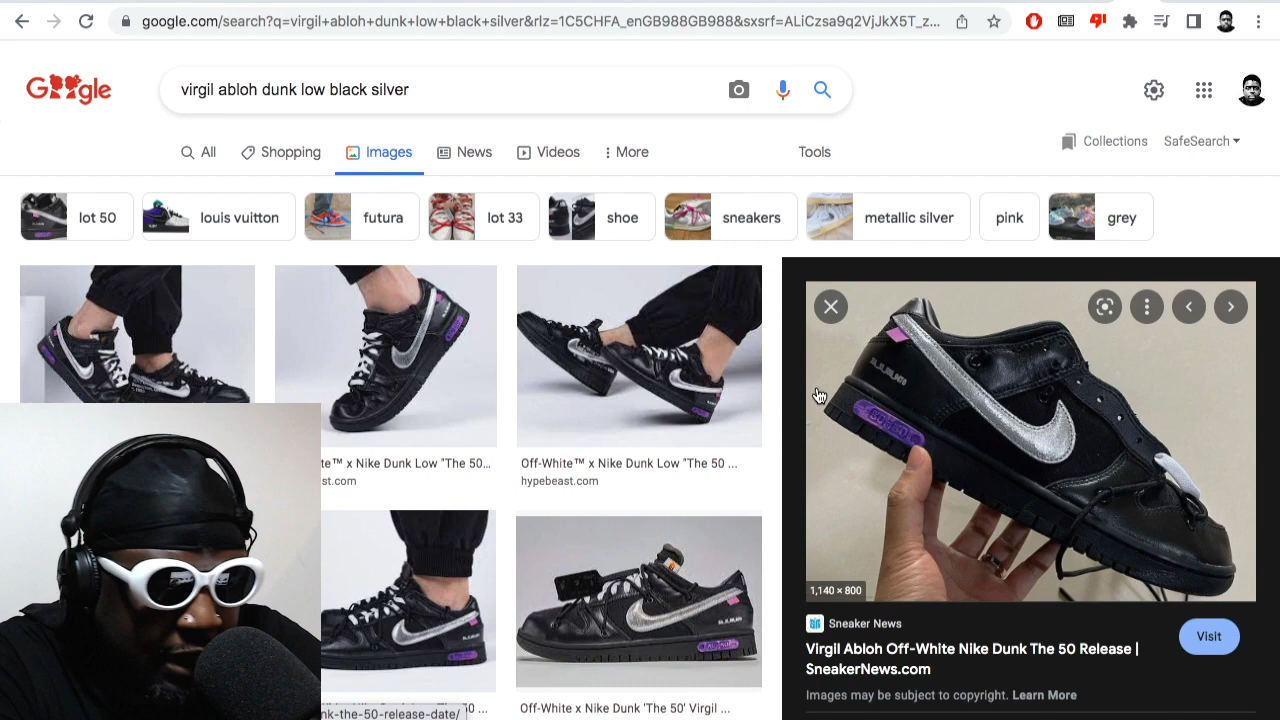 google.com/search?q=virgil+abloh+dunk+low+black+silver&rlz=1C5CHFA_enGB988GB988&sxsrf=ALiCzsa9q2VjJkX5T_z...
Google
virgil abloh dunk low black silver
Collections SafeSearch
All Shopping Images News Videos More Tools
lot 50 louis vuitton futura lot 33 shoe sneakers metallic silver pink grey
te™ x Nike Dunk Low "The 50...
st.com
Off-White™ x Nike Dunk Low "The 50 ...
hypebeast.com
nk-the-50-release-date/
Off-White x Nike Dunk 'The 50' Virgil ...
1,140 × 800
Sneaker News
Virgil Abloh Off-White Nike Dunk The 50 Release |
SneakerNews.com
Visit
Images may be subject to copyright. Learn More